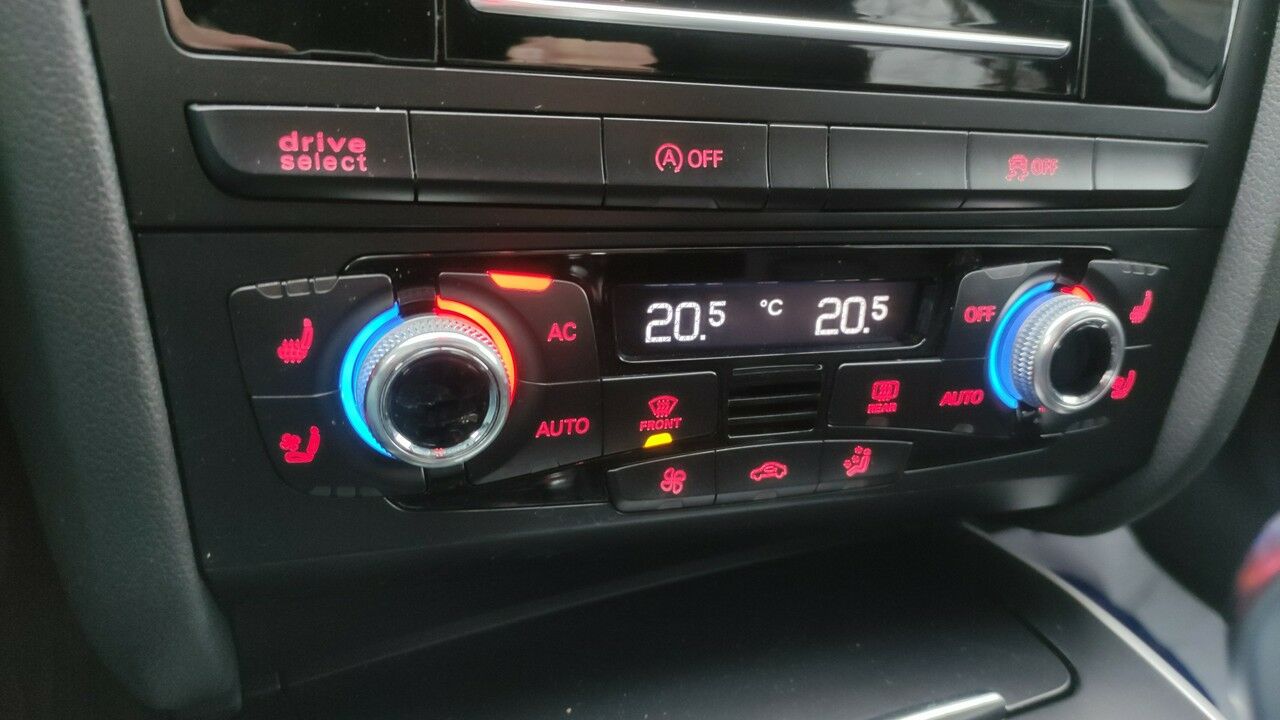 drive
select
A OFF
OFF
20.5 °C 20.5
AC
OFF
AUTO
FRONT
REAR
AUTO